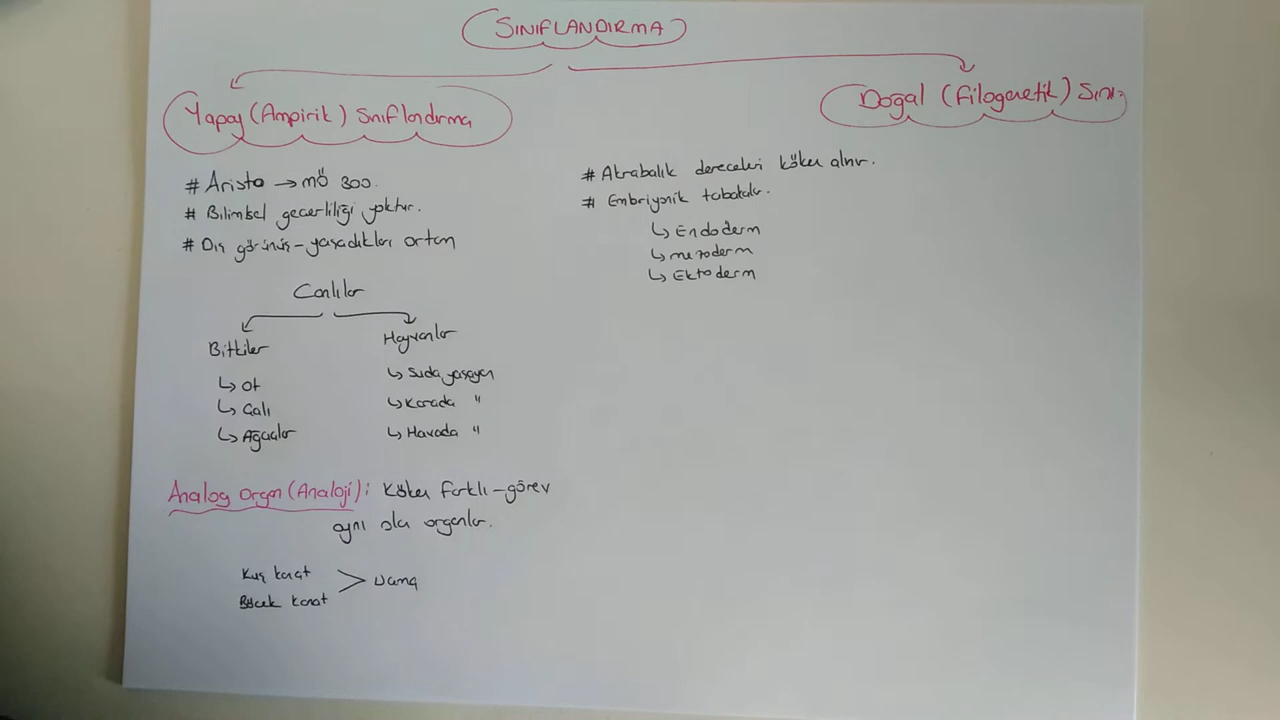 SINIFLANDIRMA
Yapay (Ampirik) Sınıflandırma
# Aristo → MÖ 300.
# Bilimsel geçerliliği yoktur.
# Dış görünüş - yaşadıkları ortam
Canlılar
Bitkiler
↳ Ot
↳ Çalı
↳ Ağaçlar
Hayvanlar
↳ Suda yaşayan
↳ Karada "
↳ Havada "
Analog Organ (Analoji): Köken farklı - görev
aynı olan organlar.
Kuş kanat
Böcek kanat
> Uçma
Doğal (Filogenetik) Sını
# Akrabalık dereceleri köken alınır.
# Embriyonik tabakalar.
↳ Endoderm
↳ mezoderm
↳ Ektoderm